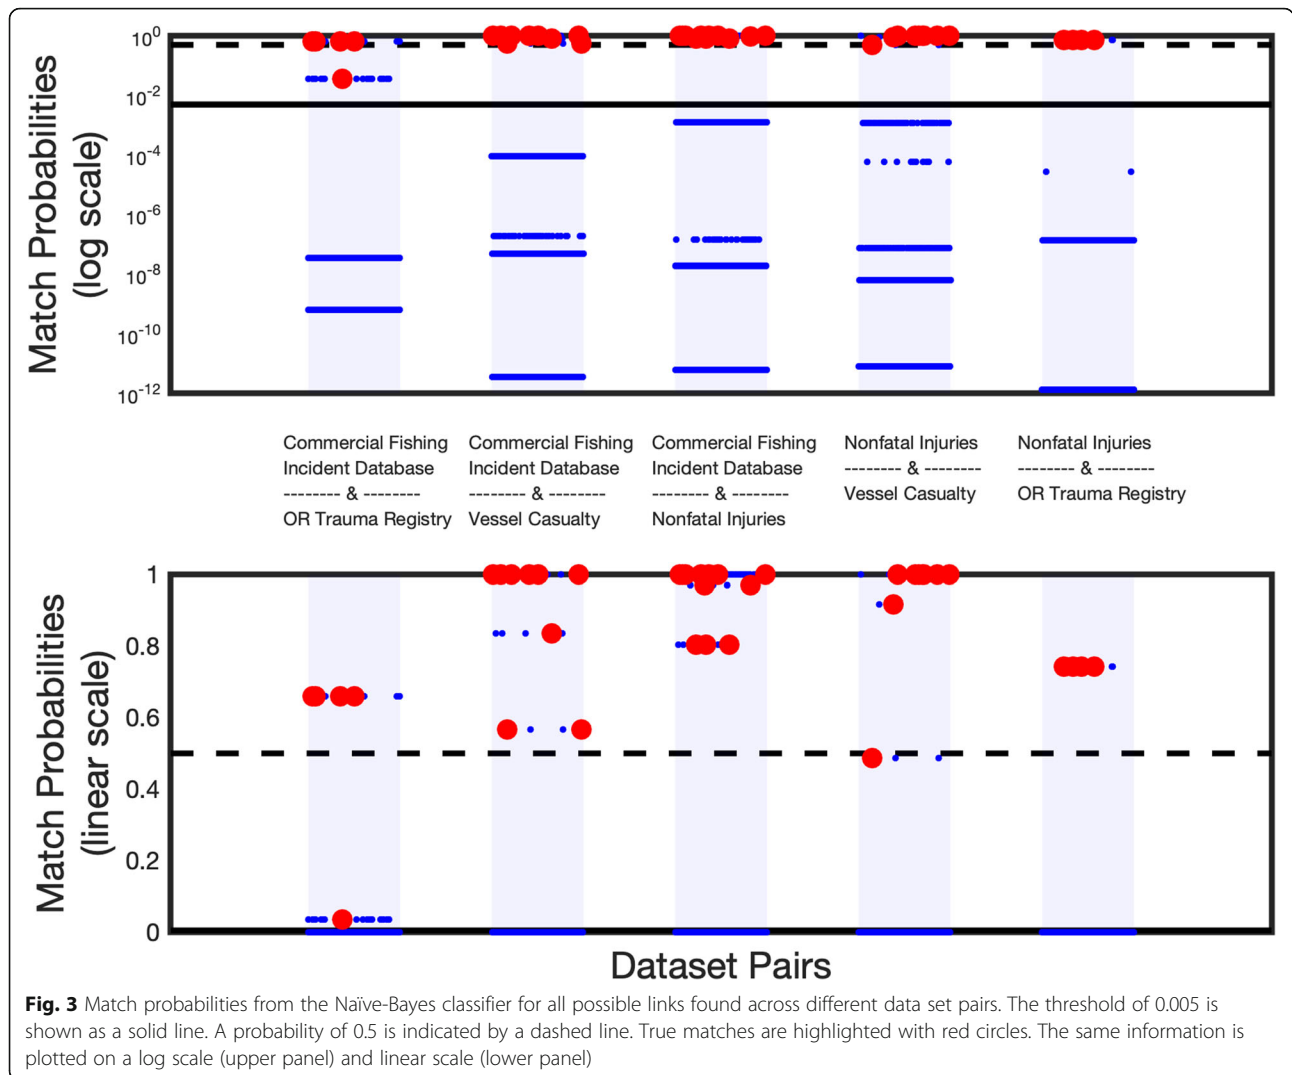 Match Probabilities
(log scale)
10^0
10^-2
10^-4
10^-6
10^-8
10^-10
10^-12
Commercial Fishing
Incident Database
-------- & --------
OR Trauma Registry
Commercial Fishing
Incident Database
-------- & --------
Vessel Casualty
Commercial Fishing
Incident Database
-------- & --------
Nonfatal Injuries
Nonfatal Injuries
-------- & --------
Vessel Casualty
Nonfatal Injuries
-------- & --------
OR Trauma Registry
Match Probabilities
(linear scale)
1
0.8
0.6
0.4
0.2
0
Dataset Pairs
Fig. 3 Match probabilities from the Naïve-Bayes classifier for all possible links found across different data set pairs. The threshold of 0.005 is
shown as a solid line. A probability of 0.5 is indicated by a dashed line. True matches are highlighted with red circles. The same information is
plotted on a log scale (upper panel) and linear scale (lower panel)